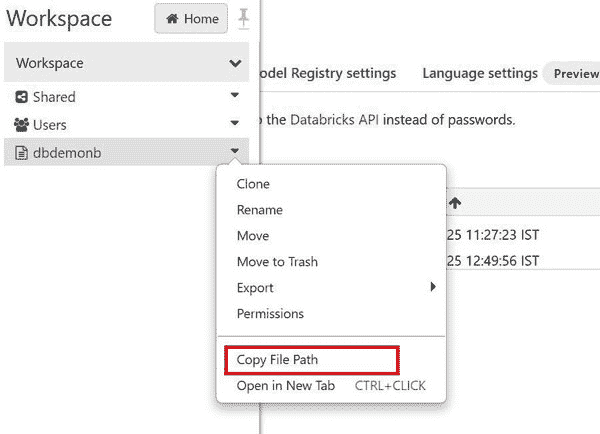 Workspace
Home
Workspace
Shared
Users
dbdemonb
Clone
Rename
Move
Move to Trash
Export
Permissions
Copy File Path
Open in New Tab CTRL+CLICK
Registry settings Language settings Preview
the Databricks API instead of passwords.
25 11:27:23 IST
25 12:49:56 IST